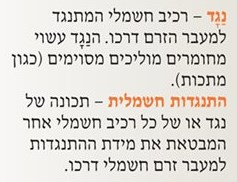 נַגָּד – רכיב חשמלי המתנגד
למעבר הזרם דרכו. הנַגָּד עשוי
מחומרים מוליכים מסוימים (כגון
מתכות).
התנגדות חשמלית – תכונה של
נגד או של כל רכיב חשמלי אחר
המבטאת את מידת ההתנגדות
למעבר זרם חשמלי דרכו.